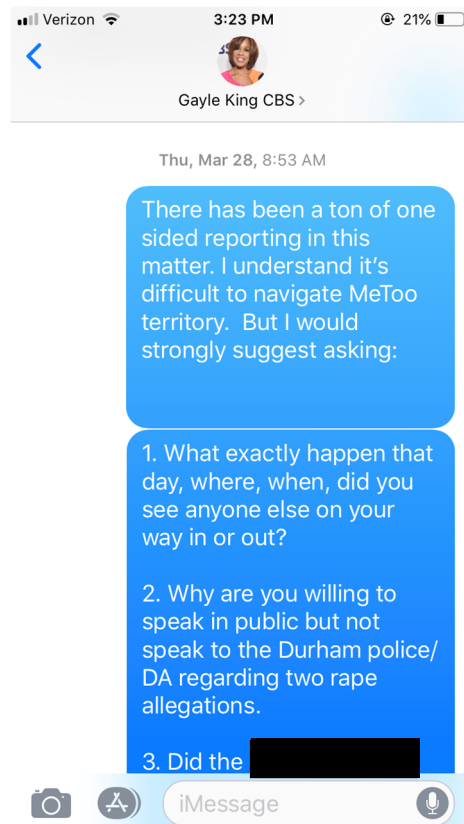 Verizon
3:23 PM
21%
Gayle King CBS >
Thu, Mar 28, 8:53 AM
There has been a ton of one
sided reporting in this
matter. I understand it's
difficult to navigate MeToo
territory.  But I would
strongly suggest asking:
1. What exactly happen that
day, where, when, did you
see anyone else on your
way in or out?
2. Why are you willing to
speak in public but not
speak to the Durham police/
DA regarding two rape
allegations.
3. Did the
iMessage